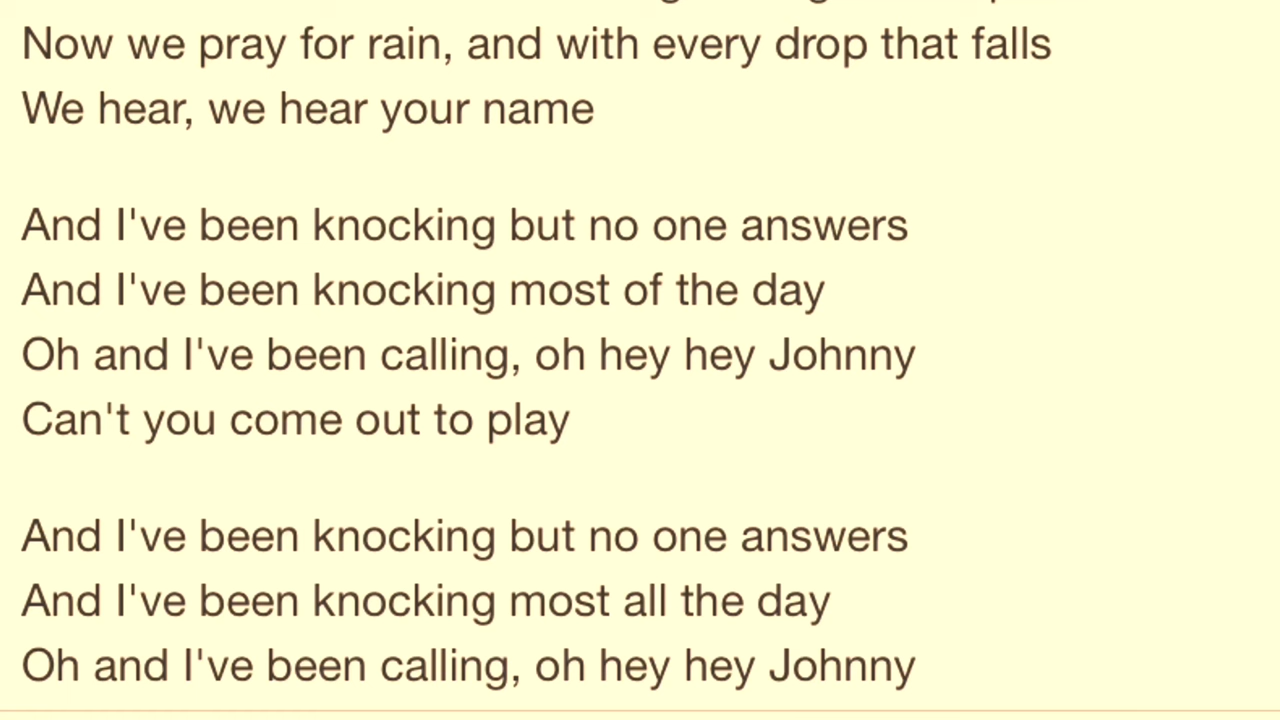 Now we pray for rain, and with every drop that falls
We hear, we hear your name
And I've been knocking but no one answers
And I've been knocking most of the day
Oh and I've been calling, oh hey hey Johnny
Can't you come out to play
And I've been knocking but no one answers
And I've been knocking most all the day
Oh and I've been calling, oh hey hey Johnny